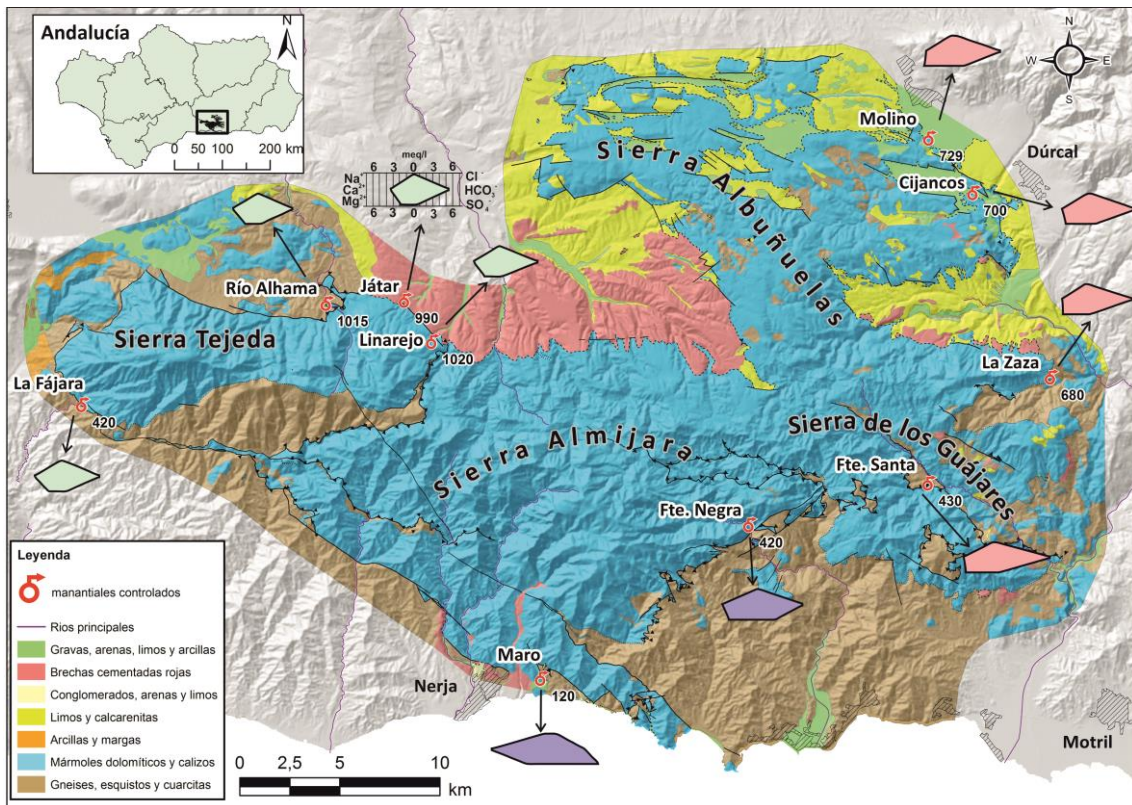 Andalucía
N
0 50 100 200 km
meq/l
6 3 0 3 6
Na⁺ Cl⁻
Ca²⁺ HCO₃⁻
Mg²⁺ SO₄⁻
6 3 0 3 6
N
W E
S
Molino
729
Dúrcal
Cijancos
700
Sierra Albuñuelas
Río Alhama
1015
Játar
990
Linarejo
1020
Sierra Tejeda
La Zaza
680
La Fájara
420
Sierra Almijara
Sierra de los Guájares
Fte. Santa
430
Fte. Negra
420
Maro
120
Nerja
Motril
Leyenda
manantiales controlados
Rios principales
Gravas, arenas, limos y arcillas
Brechas cementadas rojas
Conglomerados, arenas y limos
Limos y calcarenitas
Arcillas y margas
Mármoles dolomíticos y calizos
Gneises, esquistos y cuarcitas
0 2,5 5 10
km